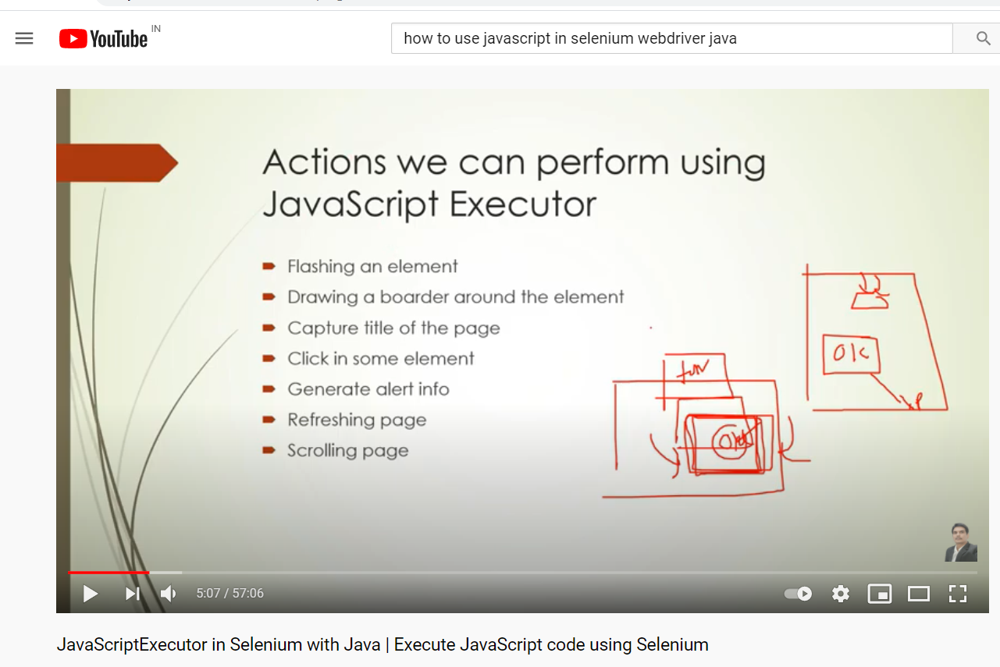 YouTube IN
how to use javascript in selenium webdriver java
Actions we can perform using
JavaScript Executor
Flashing an element
Drawing a boarder around the element
Capture title of the page
Click in some element
Generate alert info
Refreshing page
Scrolling page
OK
5:07 / 57:06
JavaScriptExecutor in Selenium with Java | Execute JavaScript code using Selenium